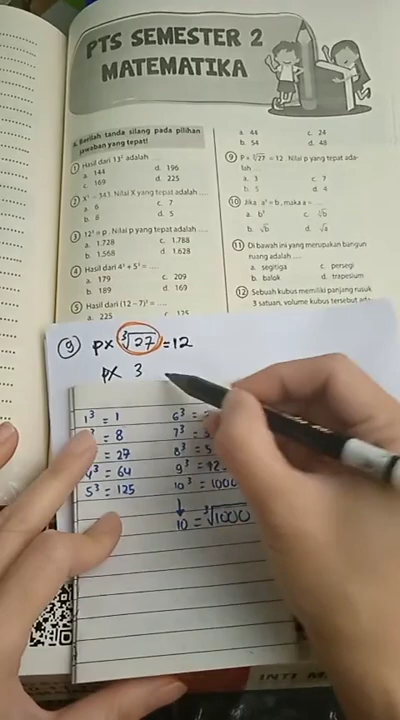 PTS SEMESTER 2
MATEMATIKA
A. Berilah tanda silang pada pilihan
jawaban yang tepat!
1 Hasil dari 13² adalah ....
a. 144 d. 196
c. 169 d. 225
2 X³ = 343. Nilai X yang tepat adalah ....
a. 6 c. 7
b. 8 d. 5
3 12³ = p. Nilai p yang tepat adalah ....
a. 1.728 c. 1.788
b. 1.568 d. 1.628
4 Hasil dari 4³ + 5³ = ....
a. 179 c. 209
b. 189 d. 169
5 Hasil dari (12 – 7)³ = ....
a. 225 c. 175
a. 44 c. 24
b. 54 d. 48
9 P × ∛27 = 12. Nilai p yang tepat ada-
lah ....
a. 3 c. 7
b. 5 d. 4
10 Jika a³ = b, maka a = ....
a. b³ c. ∛b
b. √b d. √a
11 Di bawah ini yang merupakan bangun
ruang adalah ....
a. segitiga c. persegi
b. balok d. trapesium
12 Sebuah kubus memiliki panjang rusuk
3 satuan, volume kubus tersebut
9 p× ∛27 =12
p× 3
1³ = 1 6³ =
= 8 7³ =
= 27 8³ = 5
4³ = 64 9³ =
5³ = 125 10³ = 1000
↓
10 = ∛1000